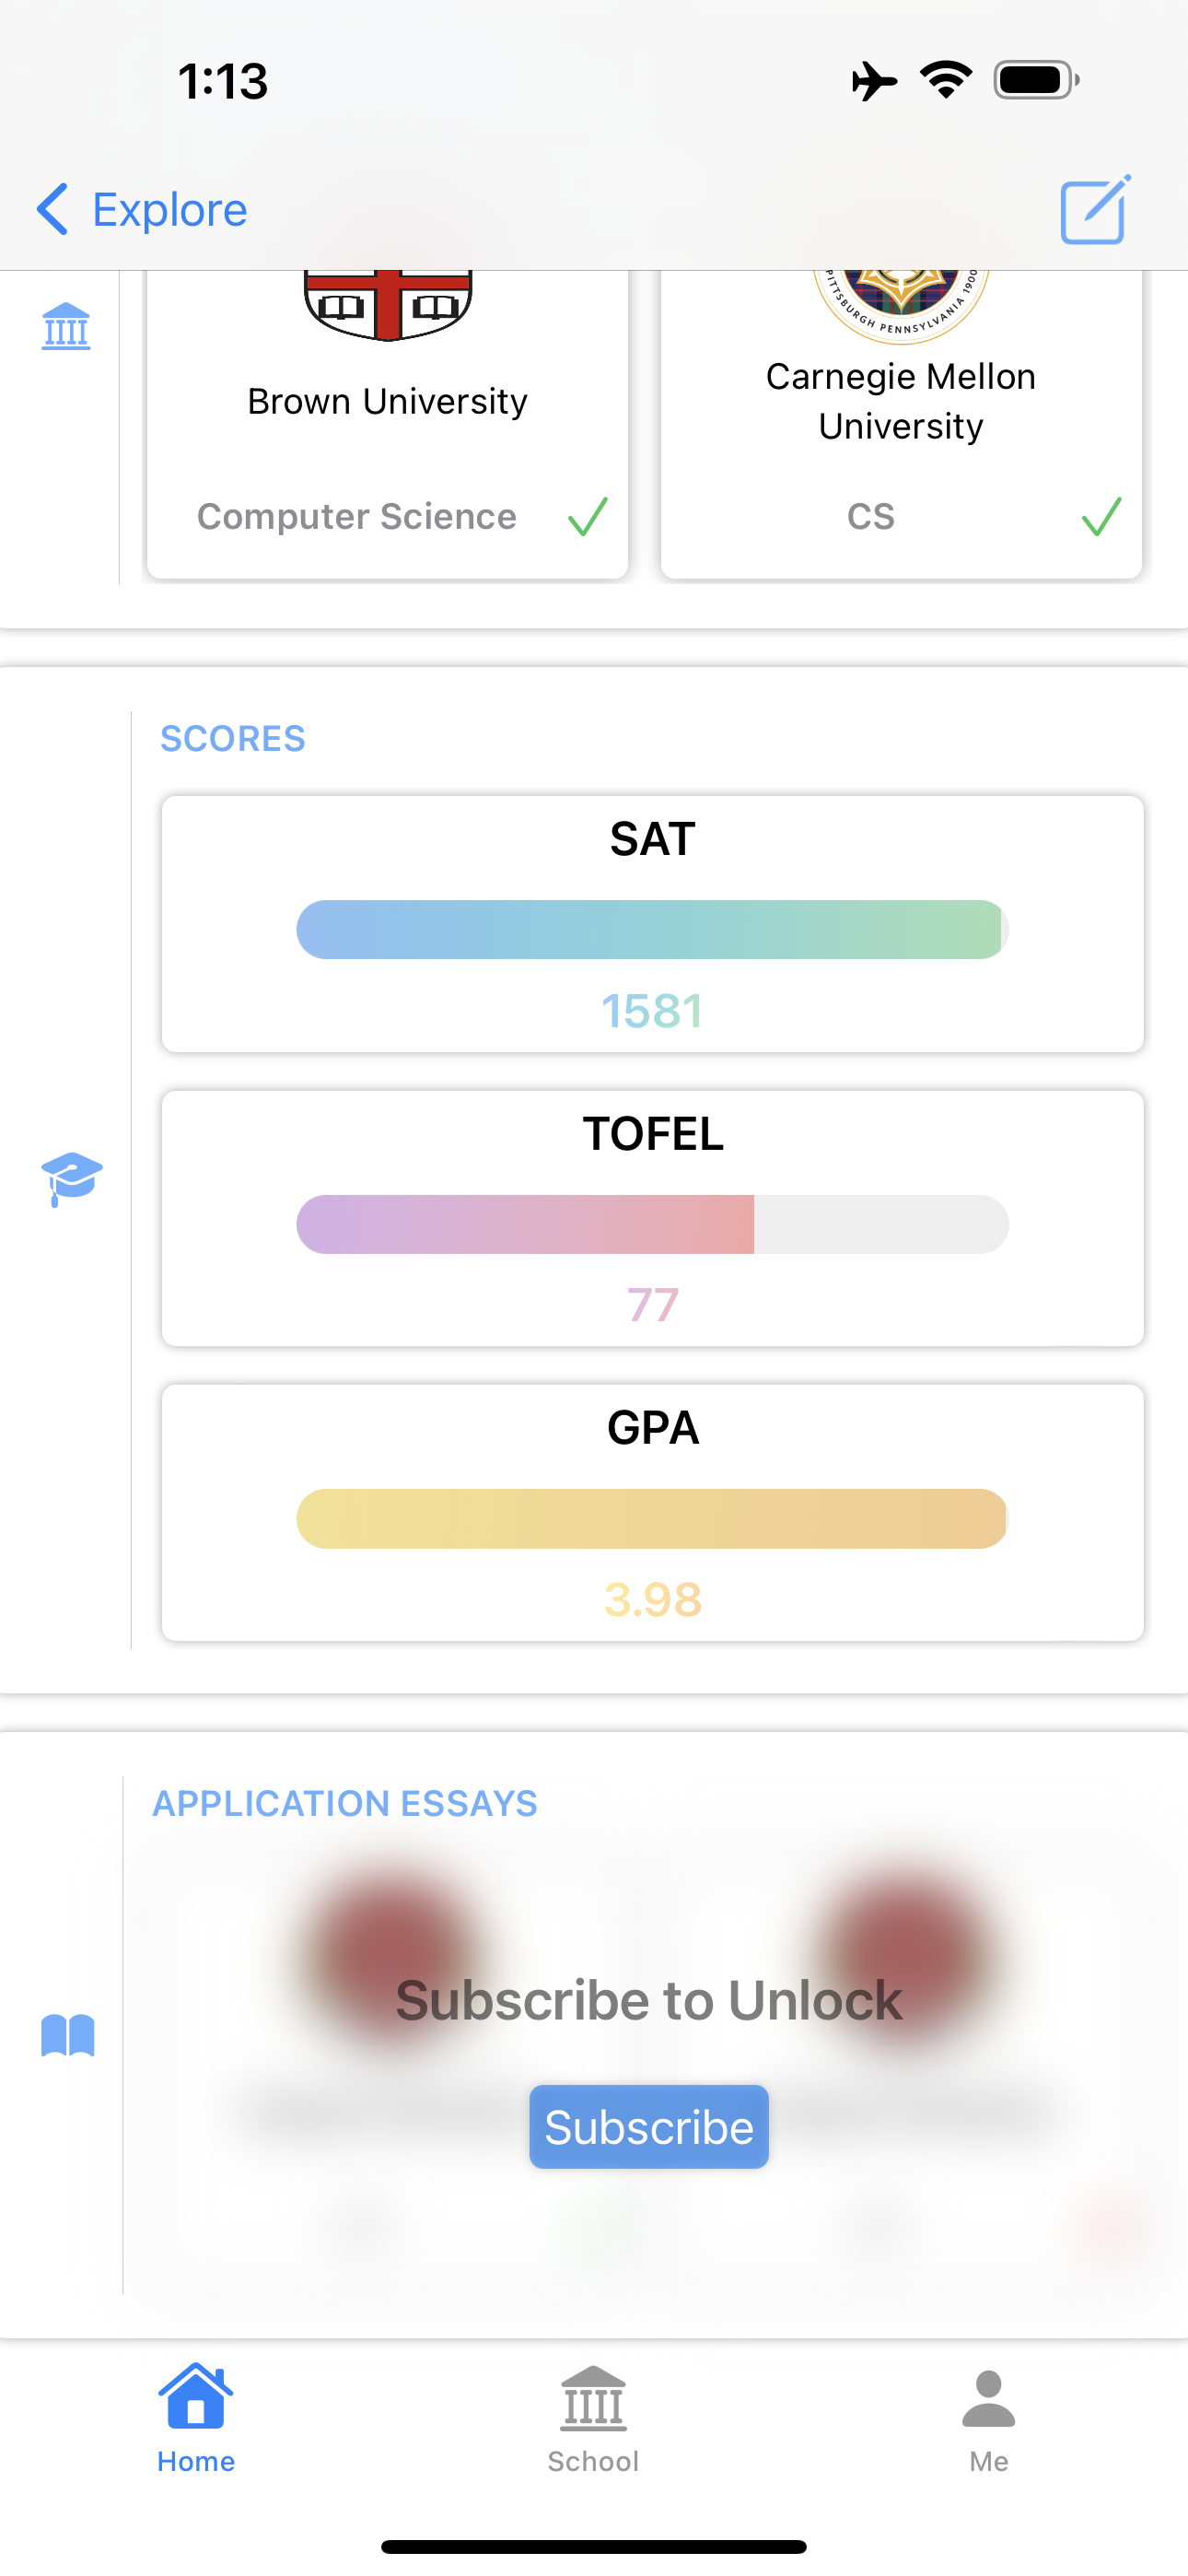 1:13
Explore
PITTSBURGH PENNSYLVANIA 1900
Brown University
Carnegie Mellon
University
Computer Science
CS
SCORES
SAT
1581
TOFEL
77
GPA
3.98
APPLICATION ESSAYS
Subscribe to Unlock
Subscribe
Home
School
Me